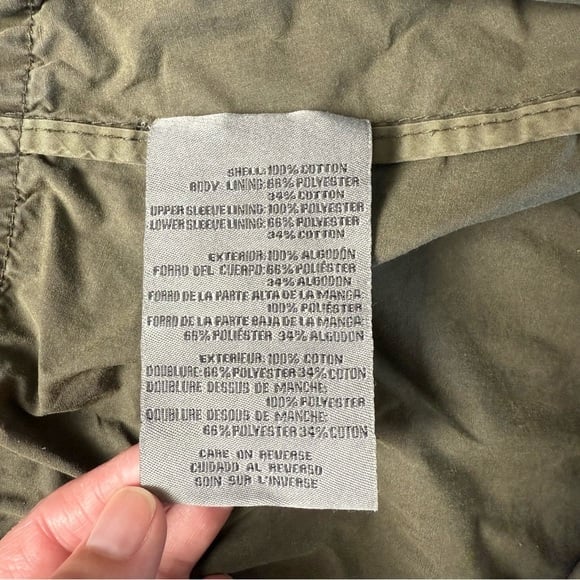 SHELL: 100% COTTON
BODY LINING: 66% POLYESTER
34% COTTON
UPPER SLEEVE LINING: 100% POLYESTER
LOWER SLEEVE LINING: 66% POLYESTER
34% COTTON
EXTERIOR: 100% ALGODÓN
FORRO DEL CUERPO: 66% POLIÉSTER
34% ALGODON
FORRO DE LA PARTE ALTA DE LA MANGA:
100% POLIÉSTER
FORRO DE LA PARTE BAJA DE LA MANGA:
66% POLIÉSTER 34% ALGODON
EXTERIEUR: 100% COTON
DOUBLURE: 66% POLYESTER 34% COTON
DOUBLURE DESSUS DE MANCHE:
100% POLYESTER
DOUBLURE DESOUS DE MANCHE:
66% POLYESTER 34% COTON
CARE ON REVERSE
CUIDADO AL REVERSO
SOIN SUR L'INVERSE